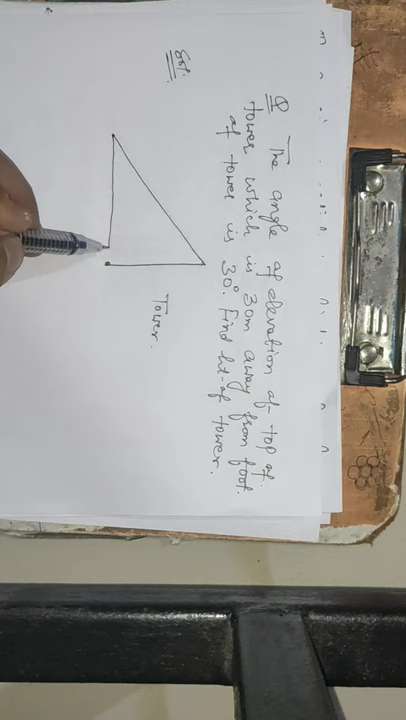 Q The angle of elevation of top of
tower which is 30m away from foot
of tower is 30°. Find ht-of tower.
Sol.
Tower.